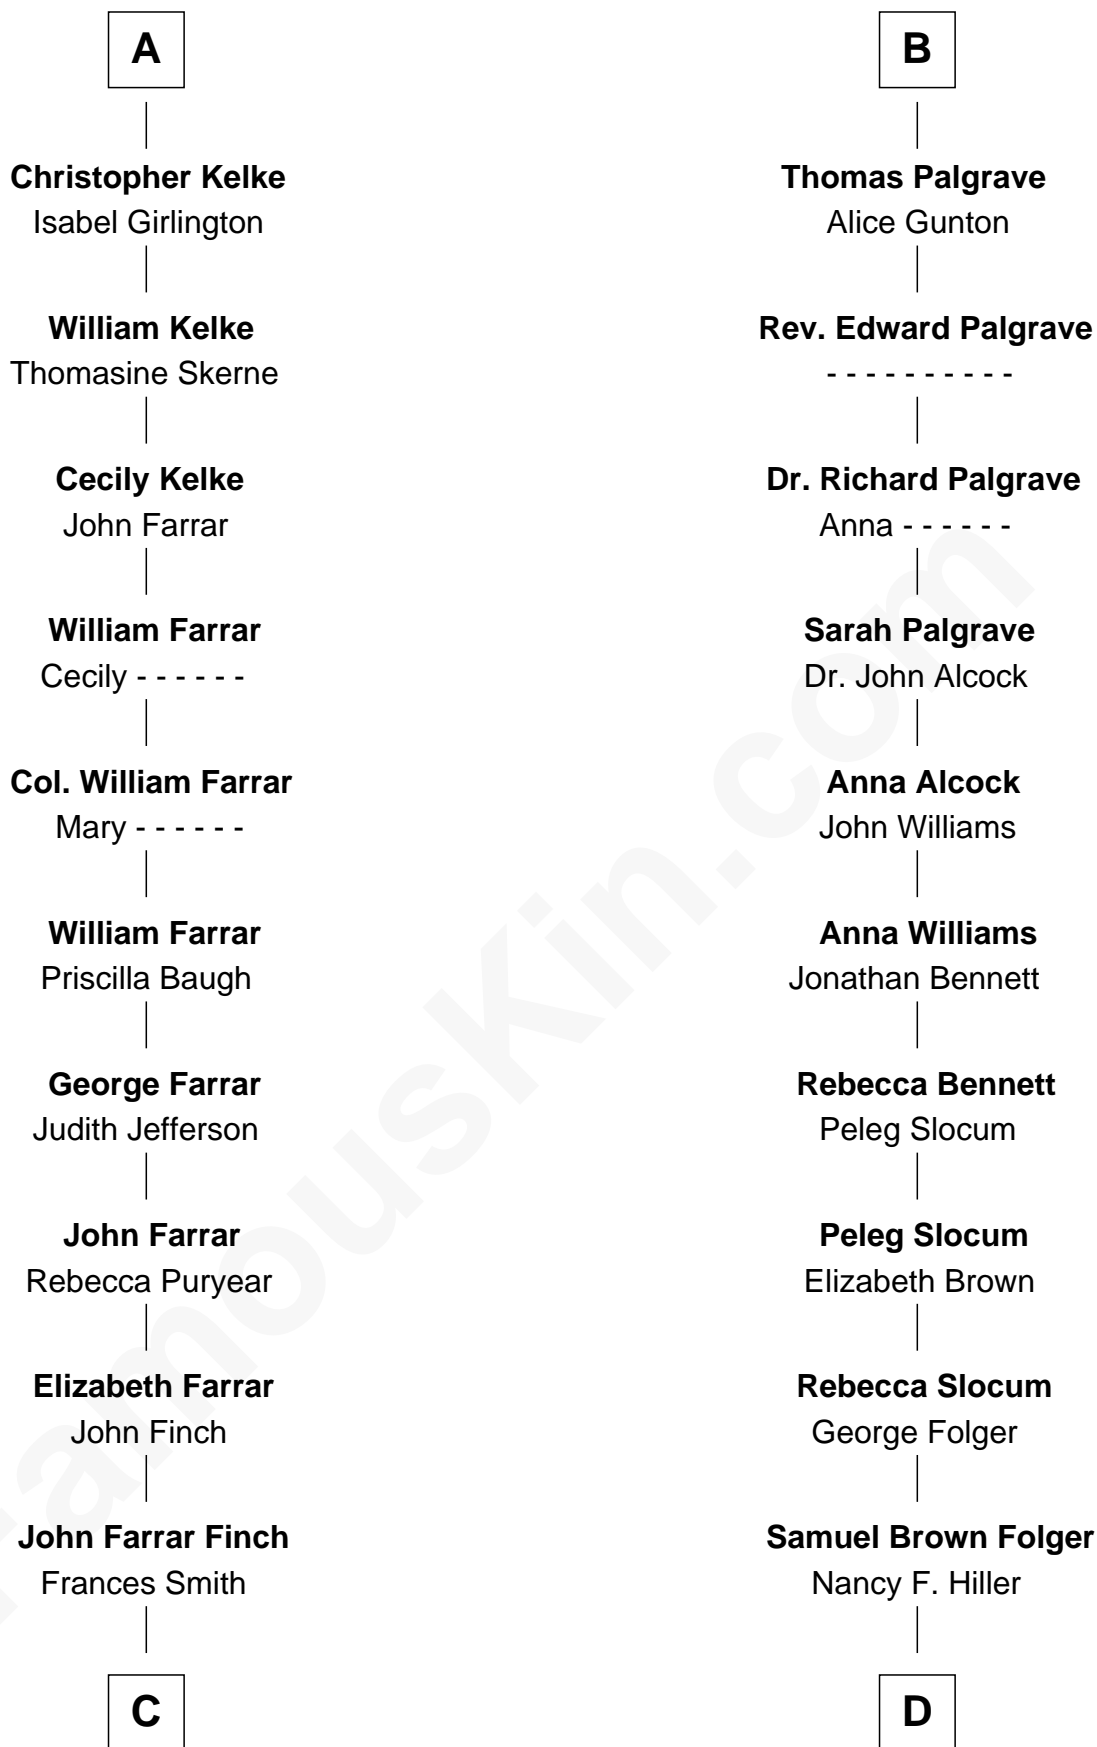 A
Christopher Kelke
Isabel Girlington
William Kelke
Thomasine Skerne
Cecily Kelke
John Farrar
William Farrar
Cecily - - - - - -
Col. William Farrar
Mary - - - - - -
William Farrar
Priscilla Baugh
George Farrar
Judith Jefferson
John Farrar
Rebecca Puryear
Elizabeth Farrar
John Finch
John Farrar Finch
Frances Smith
C
B
Thomas Palgrave
Alice Gunton
Rev. Edward Palgrave
- - - - - - - - - -
Dr. Richard Palgrave
Anna - - - - - -
Sarah Palgrave
Dr. John Alcock
Anna Alcock
John Williams
Anna Williams
Jonathan Bennett
Rebecca Bennett
Peleg Slocum
Peleg Slocum
Elizabeth Brown
Rebecca Slocum
George Folger
Samuel Brown Folger
Nancy F. Hiller
D
FamousKin.com